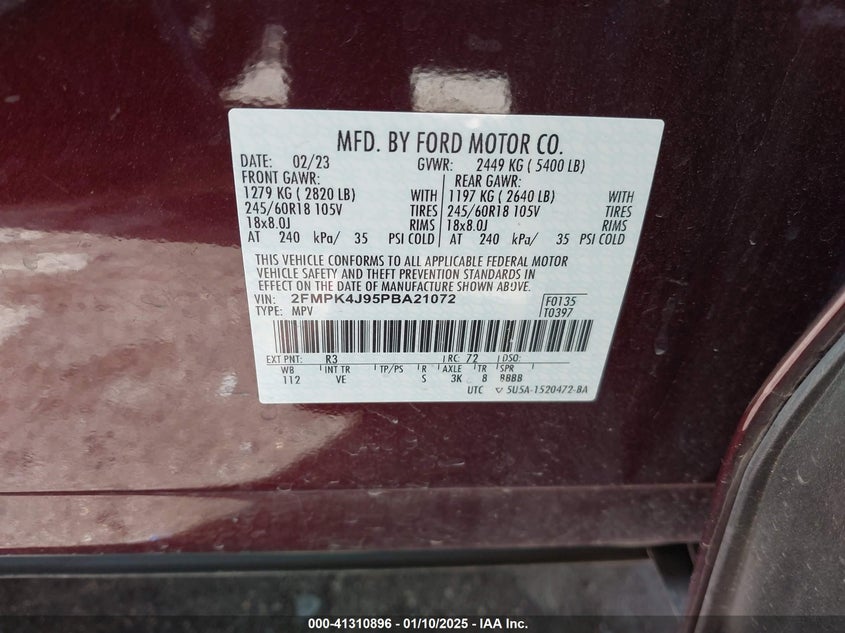 MFD. BY FORD MOTOR CO.
DATE: 02/23 GVWR: 2449 KG ( 5400 LB)
FRONT GAWR: REAR GAWR:
1279 KG ( 2820 LB) WITH 1197 KG ( 2640 LB) WITH
245/60R18 105V TIRES 245/60R18 105V TIRES
18x8.0J RIMS 18x8.0J RIMS
AT 240 kPa/ 35 PSI COLD AT 240 kPa/ 35 PSI COLD
THIS VEHICLE CONFORMS TO ALL APPLICABLE FEDERAL MOTOR
VEHICLE SAFETY AND THEFT PREVENTION STANDARDS IN
EFFECT ON THE DATE OF MANUFACTURE SHOWN ABOVE.
VIN: 2FMPK4J95PBA21072 F0135
TYPE: MPV T0397
EXT PNT: R3 RC: 72 DSO:
WB INT TR TP/PS R AXLE TR SPR
112 VE S 3K 8 BBBB
UTC 5U5A-1520472-BA
000-41310896 - 01/10/2025 - IAA Inc.